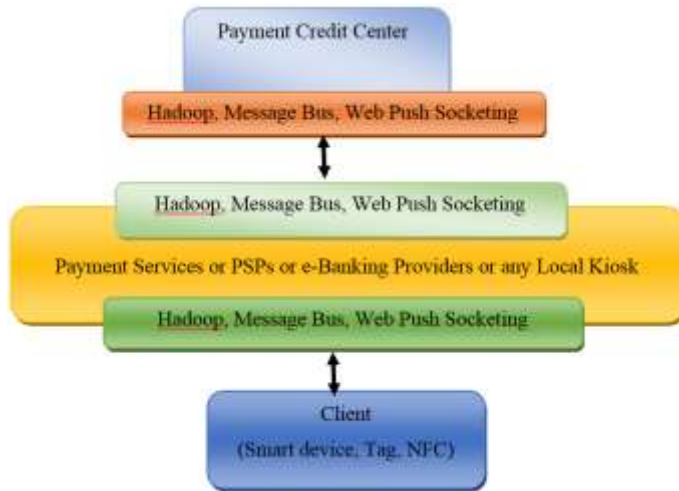 Payment Credit Center
Hadoop, Message Bus, Web Push Socketing
Hadoop, Message Bus, Web Push Socketing
Payment Services or PSPs or e-Banking Providers or any Local Kiosk
Hadoop, Message Bus, Web Push Socketing
Client
(Smart device, Tag, NFC)